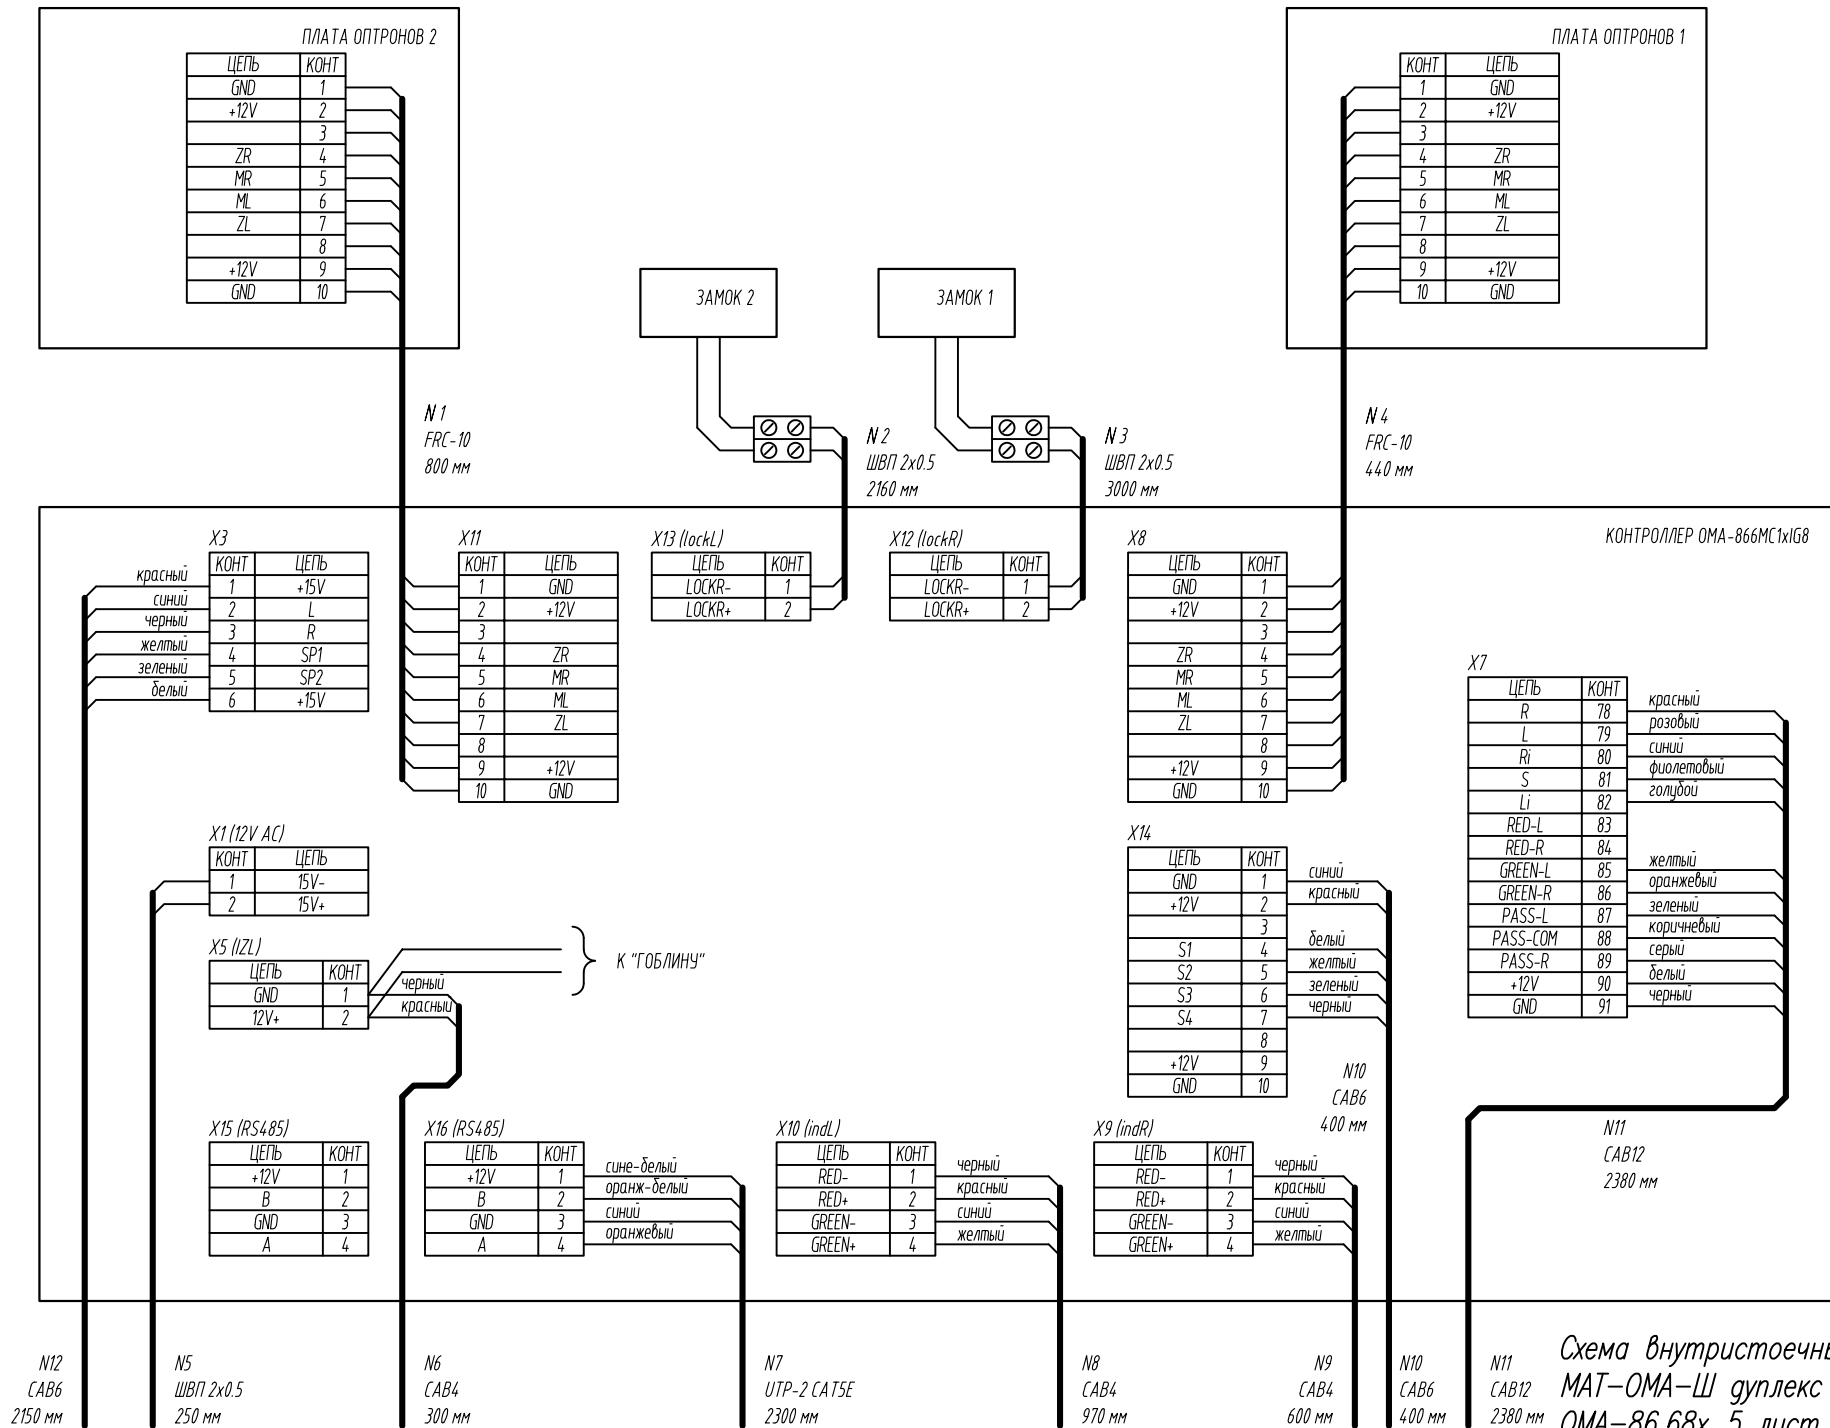 ПЛАТА ОПТРОНОВ 2
ЦЕПЬ КОНТ
GND 1
+12V 2
3
ZR 4
MR 5
ML 6
ZL 7
8
+12V 9
GND 10
ПЛАТА ОПТРОНОВ 1
КОНТ ЦЕПЬ
1 GND
2 +12V
3
4 ZR
5 MR
6 ML
7 ZL
8
9 +12V
10 GND
ЗАМОК 2
ЗАМОК 1
N 1
FRC-10
800 мм
N 2
ШВП 2х0.5
2160 мм
N 3
ШВП 2х0.5
3000 мм
N 4
FRC-10
440 мм
КОНТРОЛЛЕР ОМА-866MC1xIG8
X3
КОНТ ЦЕПЬ
красный 1 +15V
синий 2 L
черный 3 R
желтый 4 SP1
зеленый 5 SP2
белый 6 +15V
X11
КОНТ ЦЕПЬ
1 GND
2 +12V
3
4 ZR
5 MR
6 ML
7 ZL
8
9 +12V
10 GND
X13 (lockL)
ЦЕПЬ КОНТ
LOCKR- 1
LOCKR+ 2
X12 (lockR)
ЦЕПЬ КОНТ
LOCKR- 1
LOCKR+ 2
X8
ЦЕПЬ КОНТ
GND 1
+12V 2
3
ZR 4
MR 5
ML 6
ZL 7
8
+12V 9
GND 10
X7
ЦЕПЬ КОНТ
R 78 красный
L 79 розовый
Ri 80 синий
S 81 фиолетовый
Li 82 голубой
RED-L 83
RED-R 84
GREEN-L 85 желтый
GREEN-R 86 оранжевый
PASS-L 87 зеленый
PASS-COM 88 коричневый
PASS-R 89 серый
+12V 90 белый
GND 91 черный
X1 (12V AC)
КОНТ ЦЕПЬ
1 15V-
2 15V+
X5 (IZL)
ЦЕПЬ КОНТ
GND 1 черный
12V+ 2 красный
К "ГОБЛИНУ"
X14
ЦЕПЬ КОНТ
GND 1 синий
+12V 2 красный
3
S1 4 белый
S2 5 желтый
S3 6 зеленый
S4 7 черный
8
+12V 9
GND 10
N10
CAB6
400 мм
N11
CAB12
2380 мм
X15 (RS485)
ЦЕПЬ КОНТ
+12V 1
B 2
GND 3
A 4
X16 (RS485)
ЦЕПЬ КОНТ
+12V 1 сине-белый
B 2 оранж-белый
GND 3 синий
A 4 оранжевый
X10 (indL)
ЦЕПЬ КОНТ
RED- 1 черный
RED+ 2 красный
GREEN- 3 синий
GREEN+ 4 желтый
X9 (indR)
ЦЕПЬ КОНТ
RED- 1 черный
RED+ 2 красный
GREEN- 3 синий
GREEN+ 4 желтый
N12
CAB6
2150 мм
N5
ШВП 2х0.5
250 мм
N6
CAB4
300 мм
N7
UTP-2 CAT5E
2300 мм
N8
CAB4
970 мм
N9
CAB4
600 мм
N10
CAB6
400 мм
N11
CAB12
2380 мм
Схема внутристоечны
МАТ-ОМА-Ш дуплекс
ОМА-86.68х. 5 лист